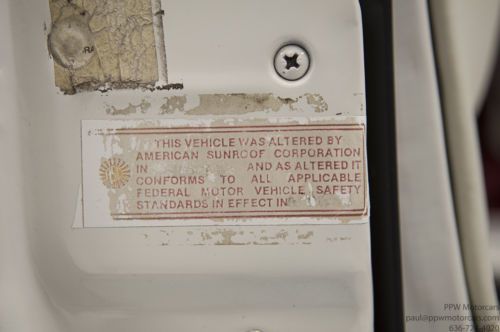 RA
THIS VEHICLE WAS ALTERED BY
AMERICAN SUNROOF CORPORATION
IN AND AS ALTERED IT
CONFORMS TO ALL APPLICABLE
FEDERAL MOTOR VEHICLE SAFETY
STANDARDS IN EFFECT IN
PPW Motorcars
paul@ppwmotorcars.com